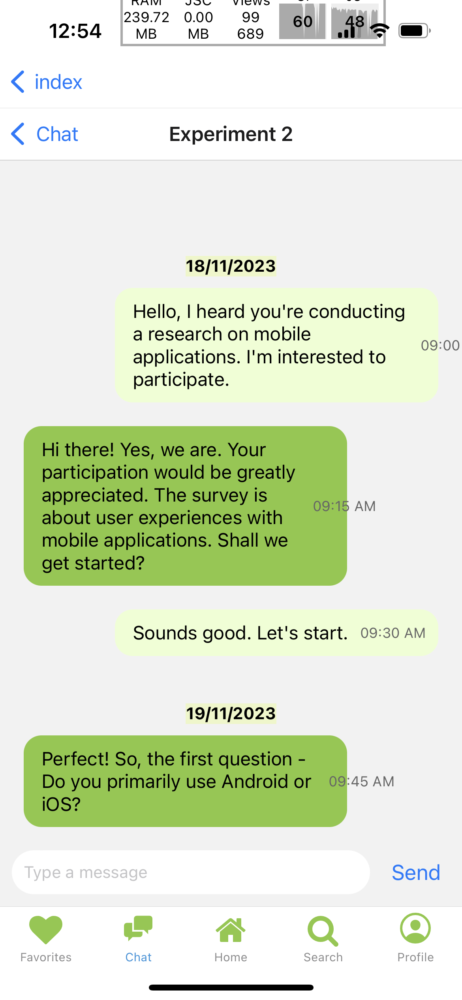 RAM JSC Views
239.72 0.00 99 60 48
MB MB 689
12:54
index
Chat Experiment 2
18/11/2023
Hello, I heard you're conducting
a research on mobile
applications. I'm interested to
participate.
09:00
Hi there! Yes, we are. Your
participation would be greatly
appreciated. The survey is
about user experiences with
mobile applications. Shall we
get started?
09:15 AM
Sounds good. Let's start. 09:30 AM
19/11/2023
Perfect! So, the first question -
Do you primarily use Android or
iOS?
09:45 AM
Type a message Send
Favorites Chat Home Search Profile